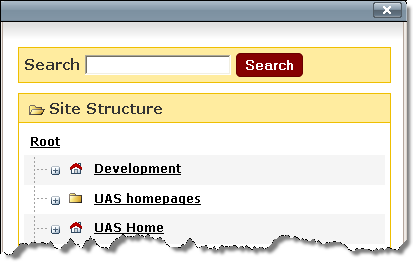 Search Search
Site Structure
Root
Development
UAS homepages
UAS Home